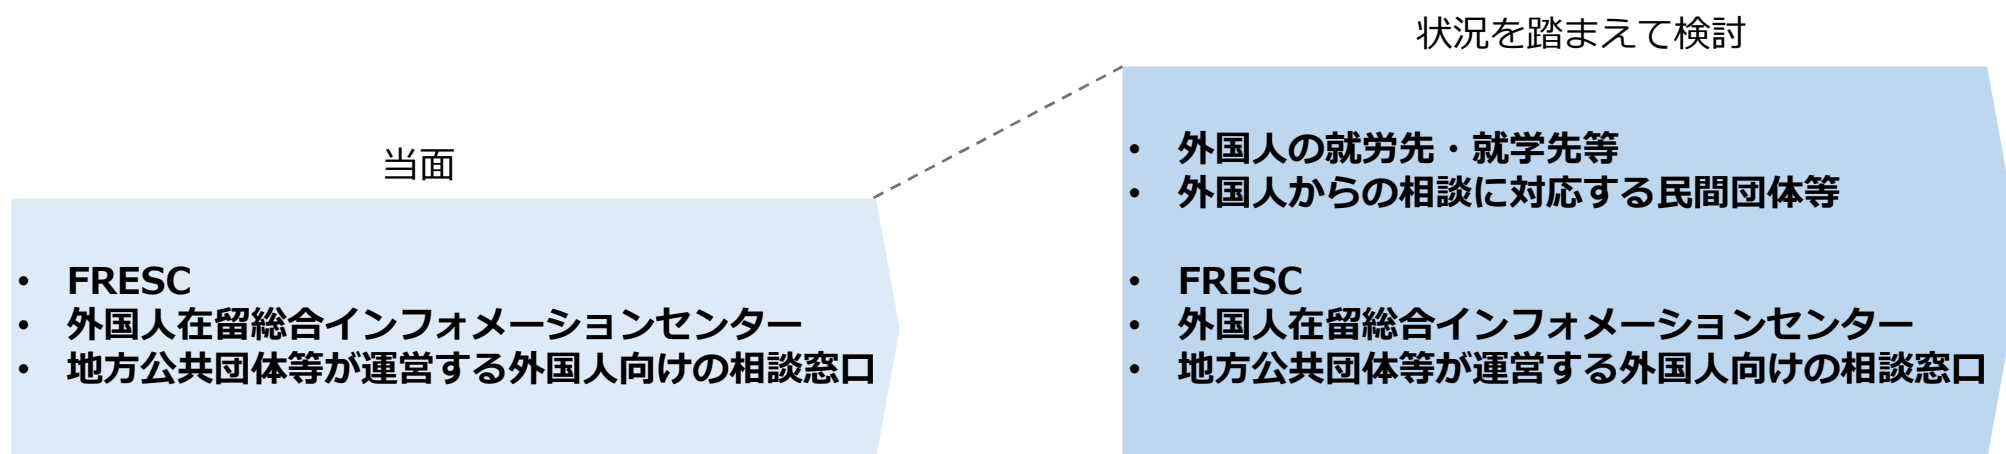 当面
• FRESC
• 外国人在留総合インフォメーションセンター
• 地方公共団体等が運営する外国人向けの相談窓口
状況を踏まえて検討
• 外国人の就労先・就学先等
• 外国人からの相談に対応する民間団体等
• FRESC
• 外国人在留総合インフォメーションセンター
• 地方公共団体等が運営する外国人向けの相談窓口